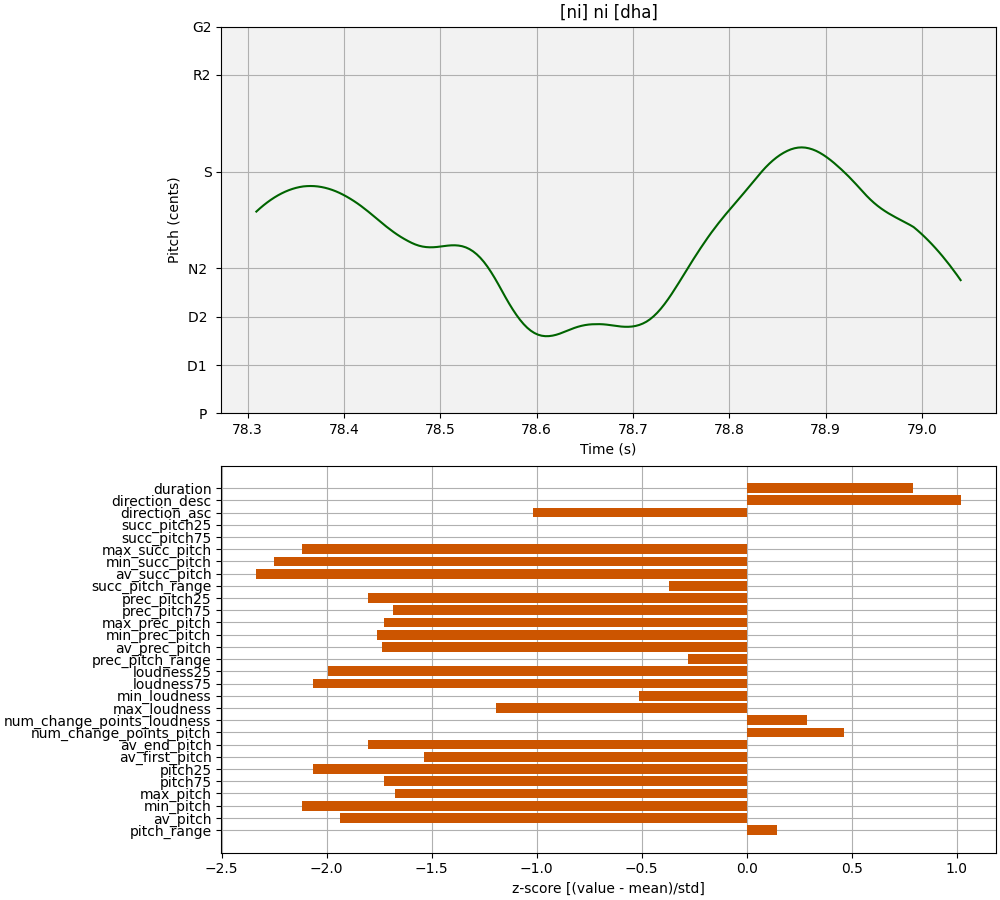 [ni] ni [dha]
G2
R2
S
N2
D2
D1
P
Pitch (cents)
78.3 78.4 78.5 78.6 78.7 78.8 78.9 79.0
Time (s)
duration
direction_desc
direction_asc
succ_pitch25
succ_pitch75
max_succ_pitch
min_succ_pitch
av_succ_pitch
succ_pitch_range
prec_pitch25
prec_pitch75
max_prec_pitch
min_prec_pitch
av_prec_pitch
prec_pitch_range
loudness25
loudness75
min_loudness
max_loudness
num_change_points_loudness
num_change_points_pitch
av_end_pitch
av_first_pitch
pitch25
pitch75
max_pitch
min_pitch
av_pitch
pitch_range
−2.5 −2.0 −1.5 −1.0 −0.5 0.0 0.5 1.0
z-score [(value - mean)/std]